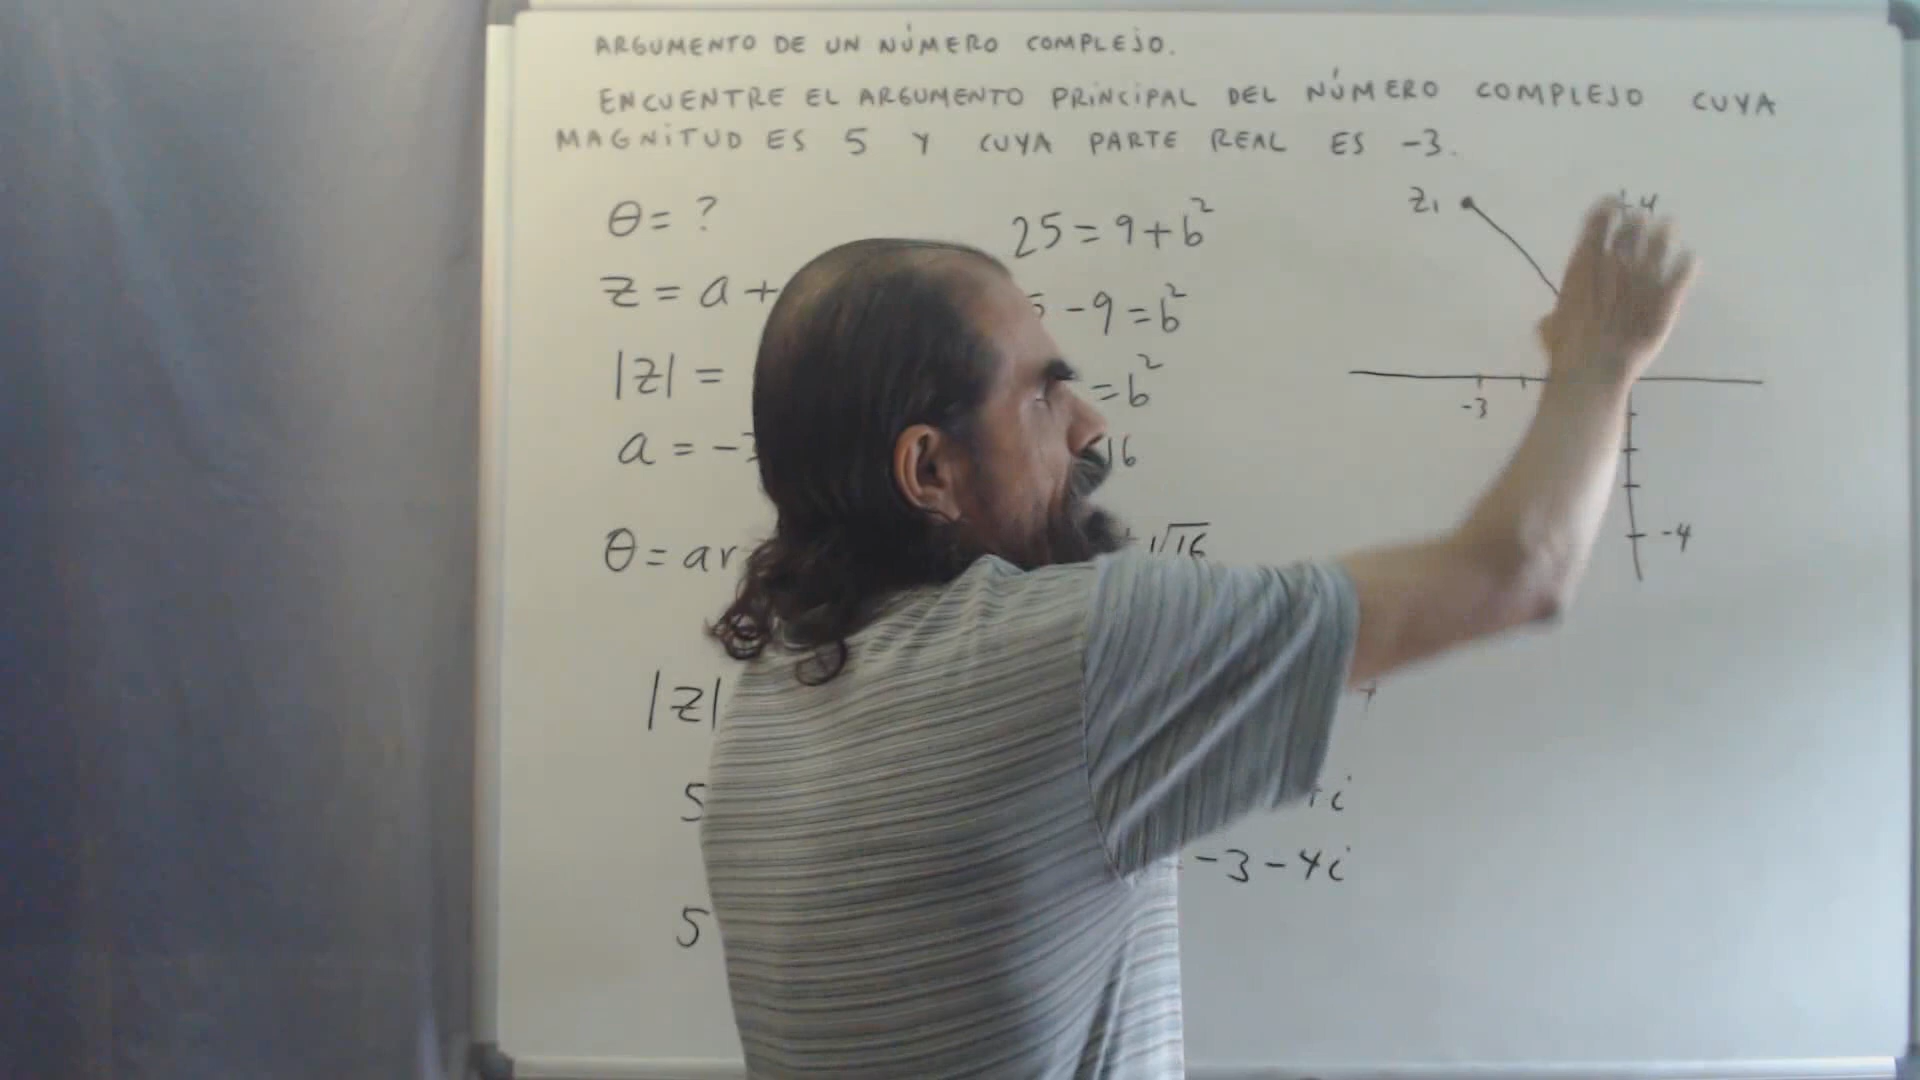 ARGUMENTO DE UN NÚMERO COMPLEJO.
ENCUENTRE EL ARGUMENTO PRINCIPAL DEL NÚMERO COMPLEJO CUYA
MAGNITUD ES 5 Y CUYA PARTE REAL ES -3.
θ = ?
z = a +
|z| =
a = -3
θ = ar
|z|
5
5
25 = 9 + b²
- 9 = b²
= b²
16
√16
i
-3 - 4i
z₁
+4
-3
-4